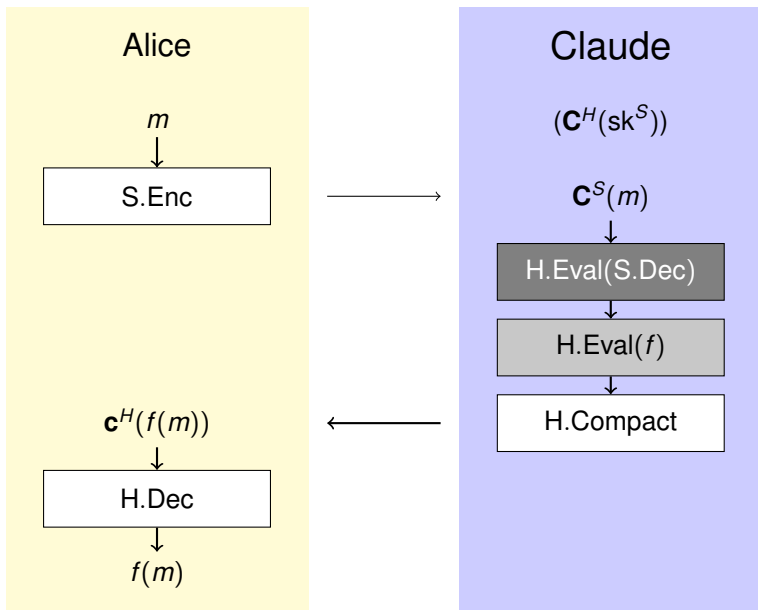 Alice
m
S.Enc
c^H(f(m))
H.Dec
f(m)
Claude
(C^H(sk^S))
C^S(m)
H.Eval(S.Dec)
H.Eval(f)
H.Compact